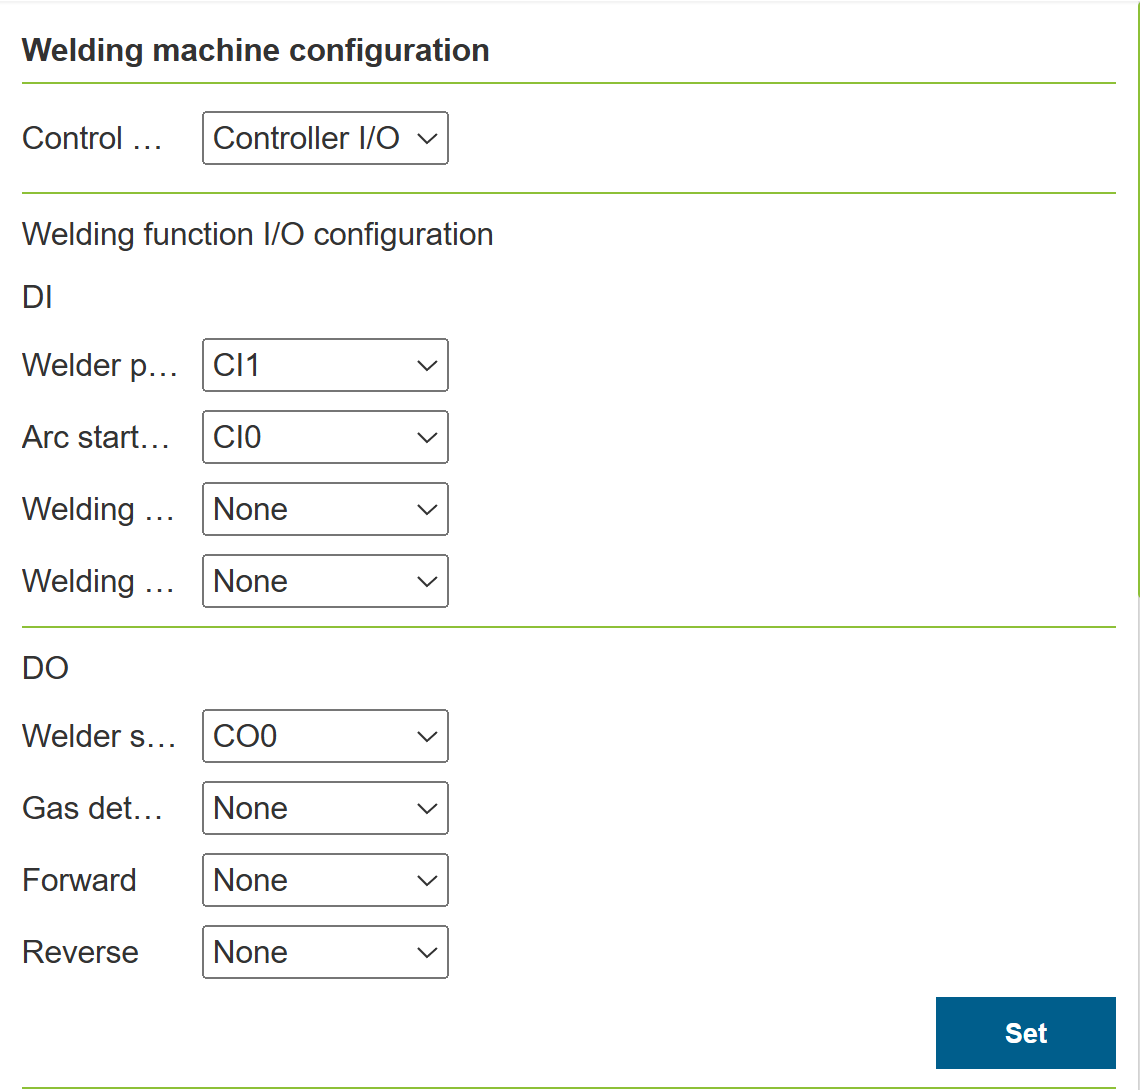 Welding machine configuration
Control … Controller I/O
Welding function I/O configuration
DI
Welder p… CI1
Arc start… CI0
Welding … None
Welding … None
DO
Welder s… CO0
Gas det… None
Forward None
Reverse None
Set